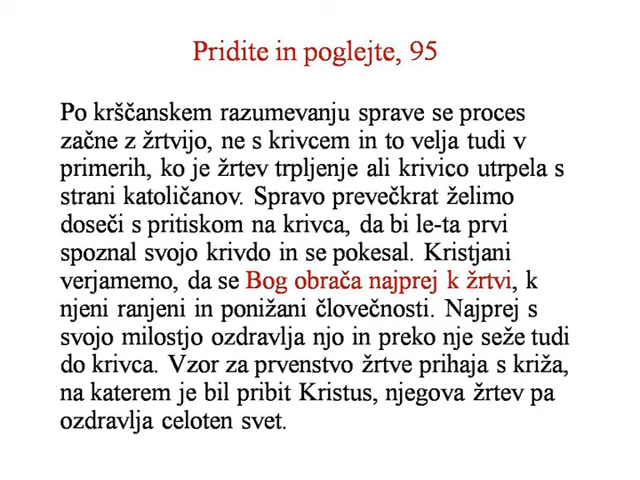 Pridite in poglejte, 95
Po krščanskem razumevanju sprave se proces
začne z žrtvijo, ne s krivcem in to velja tudi v
primerih, ko je žrtev trpljenje ali krivico utrpela s
strani katoličanov. Spravo prevečkrat želimo
doseči s pritiskom na krivca, da bi le-ta prvi
spoznal svojo krivdo in se pokesal. Kristjani
verjamemo, da se Bog obrača najprej k žrtvi, k
njeni ranjeni in ponižani človečnosti. Najprej s
svojo milostjo ozdravlja njo in preko nje seže tudi
do krivca. Vzor za prvenstvo žrtve prihaja s križa,
na katerem je bil pribit Kristus, njegova žrtev pa
ozdravlja celoten svet.